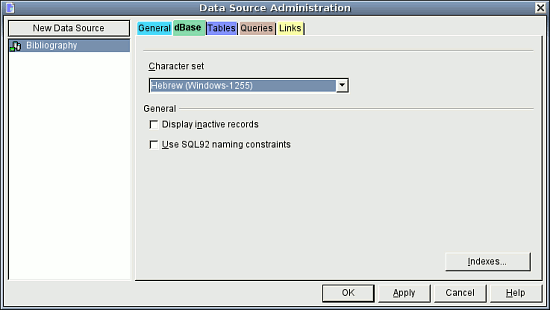 Data Source Administration
New Data Source
General dBase Tables Queries Links
Bibliography
Character set
Hebrew (Windows-1255)
General
Display inactive records
Use SQL92 naming constraints
Indexes...
OK Apply Cancel Help